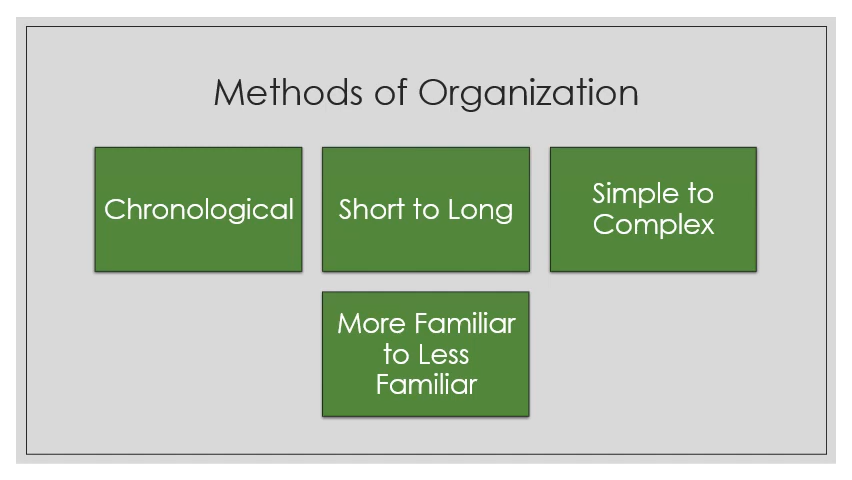 Methods of Organization
Chronological
Short to Long
Simple to
Complex
More Familiar
to Less
Familiar